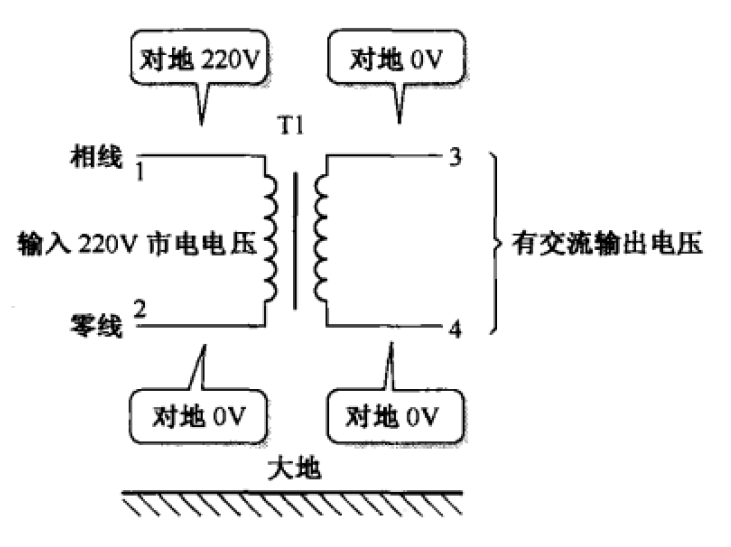 对地 220V
对地 0V
T1
相线
1
3
输入 220V 市电电压
有交流输出电压
2
零线
4
对地 0V
对地 0V
大地